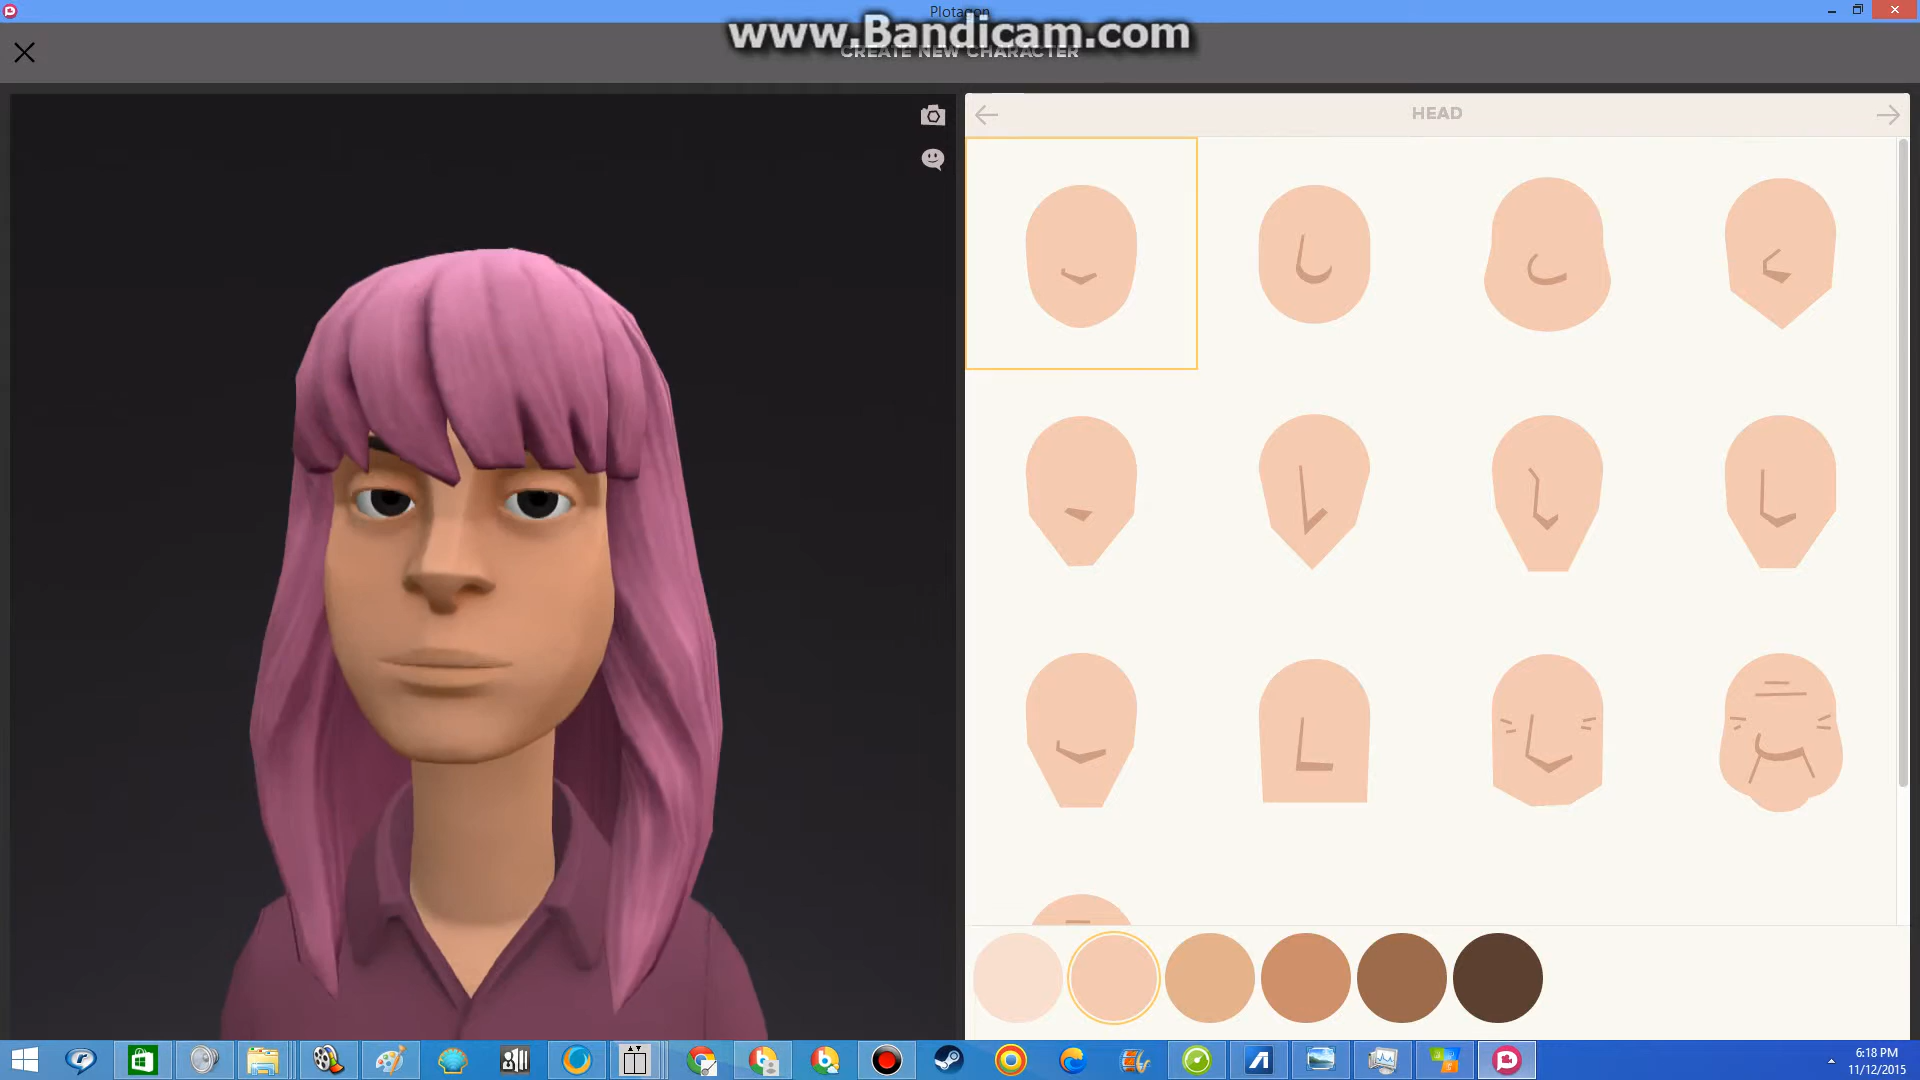 Plotagon
www.Bandicam.com
CREATE NEW CHARACTER
HEAD
6:18 PM
11/12/2015